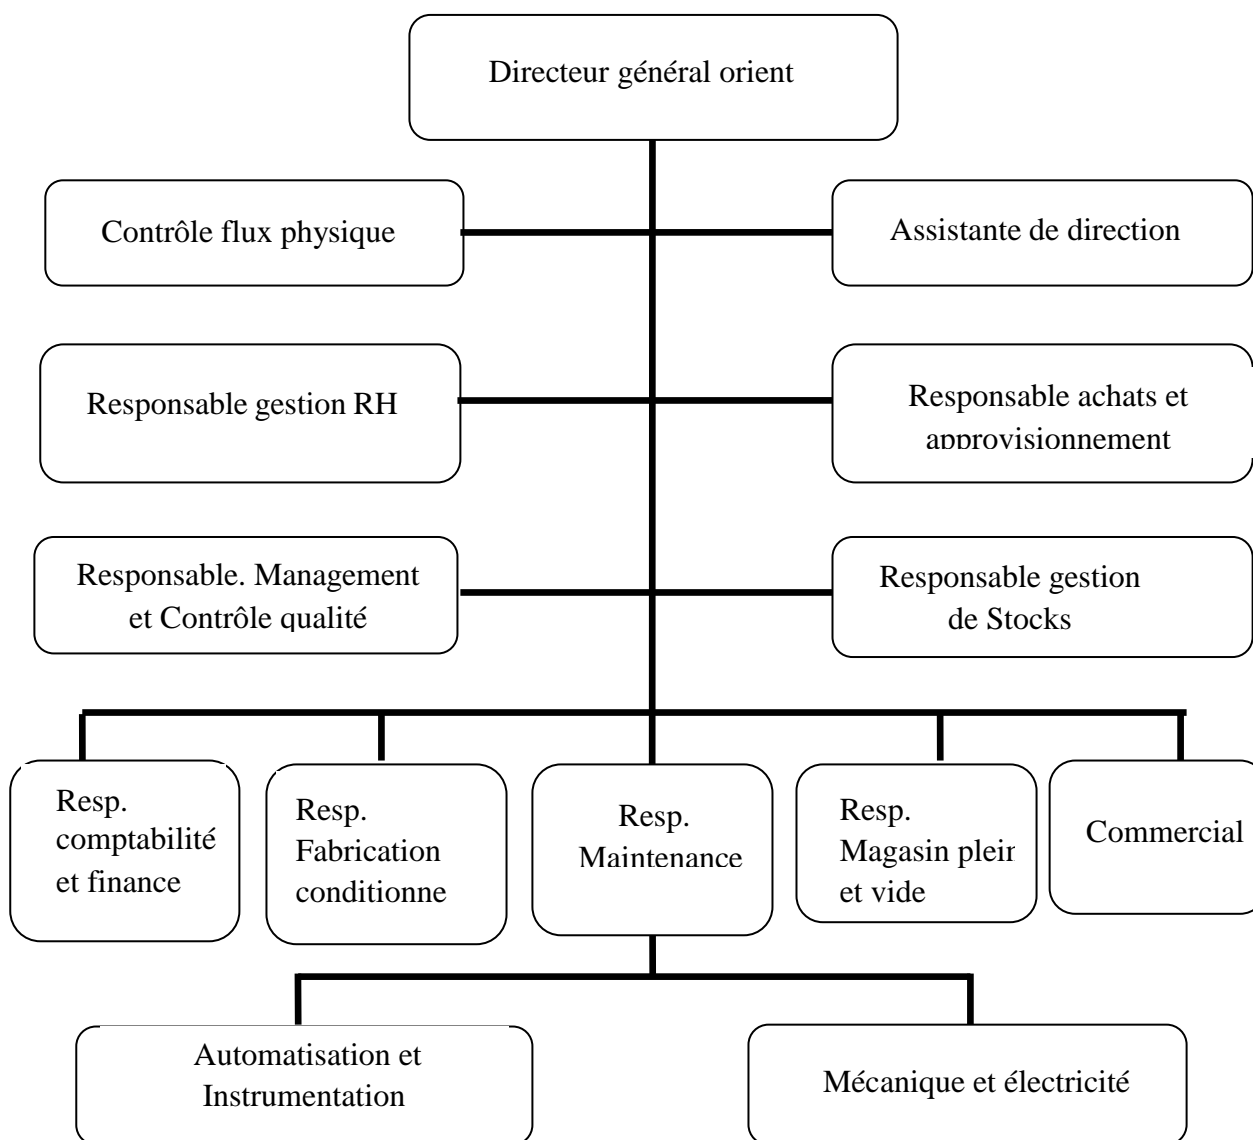 Directeur général orient
Contrôle flux physique
Assistante de direction
Responsable gestion RH
Responsable achats et
approvisionnement
Responsable. Management
et Contrôle qualité
Responsable gestion
de Stocks
Resp.
comptabilité
et finance
Resp.
Fabrication
conditionne
Resp.
Maintenance
Resp.
Magasin plein
et vide
Commercial
Automatisation et
Instrumentation
Mécanique et électricité